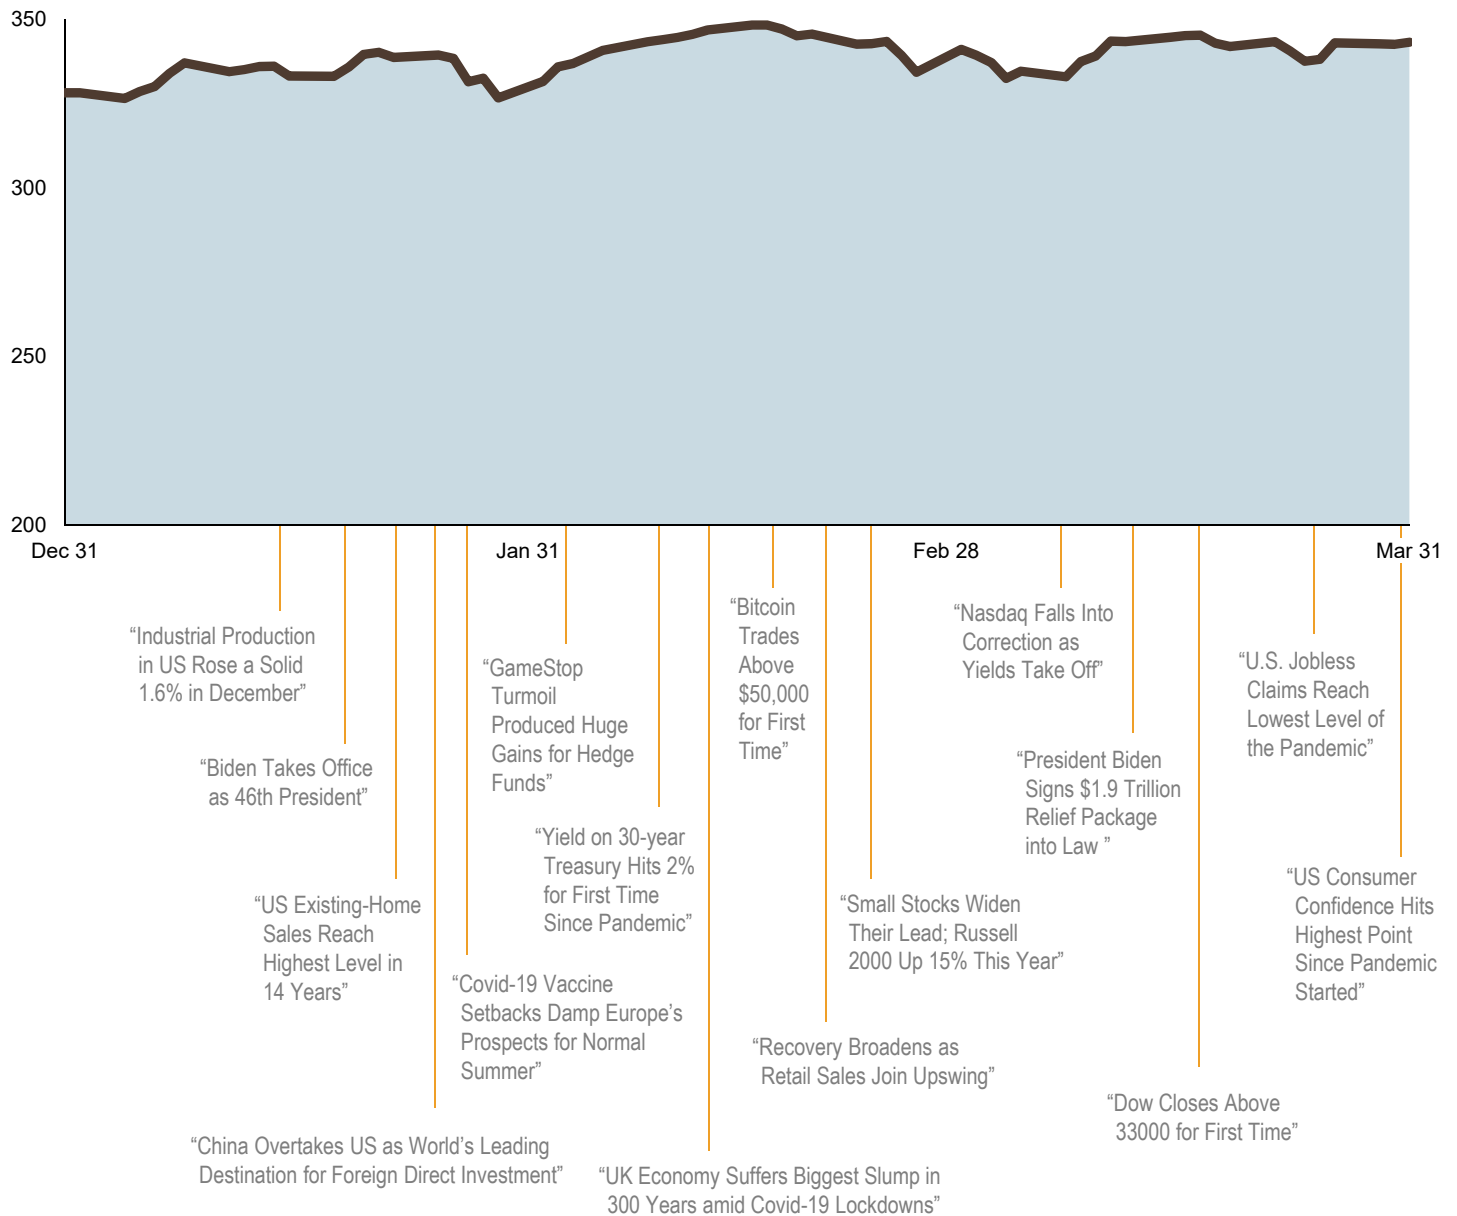 350
300
250
200
Dec 31
Jan 31
Feb 28
Mar 31
“Industrial Production
in US Rose a Solid
1.6% in December”
“Biden Takes Office
as 46th President”
“US Existing-Home
Sales Reach
Highest Level in
14 Years”
“China Overtakes US as World’s Leading
Destination for Foreign Direct Investment”
“Covid-19 Vaccine
Setbacks Damp Europe’s
Prospects for Normal
Summer”
“GameStop
Turmoil
Produced Huge
Gains for Hedge
Funds”
“Yield on 30-year
Treasury Hits 2%
for First Time
Since Pandemic”
“UK Economy Suffers Biggest Slump in
300 Years amid Covid-19 Lockdowns”
“Bitcoin
Trades
Above
$50,000
for First
Time”
“Recovery Broadens as
Retail Sales Join Upswing”
“Small Stocks Widen
Their Lead; Russell
2000 Up 15% This Year”
“Nasdaq Falls Into
Correction as
Yields Take Off”
“President Biden
Signs $1.9 Trillion
Relief Package
into Law ”
“Dow Closes Above
33000 for First Time”
“U.S. Jobless
Claims Reach
Lowest Level of
the Pandemic”
“US Consumer
Confidence Hits
Highest Point
Since Pandemic
Started”